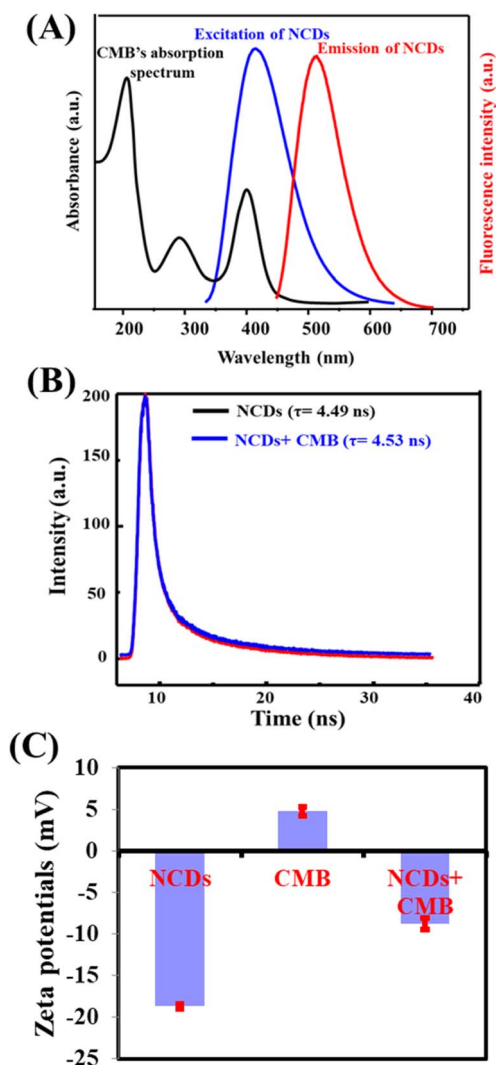 (A)
Excitation of NCDs
Emission of NCDs
CMB's absorption
spectrum
Absorbance (a.u.)
Fluorescence intensity (a.u.)
200 300 400 500 600 700
Wavelength (nm)
(B)
200
150
100
50
0
NCDs (τ= 4.49 ns)
NCDs+ CMB (τ= 4.53 ns)
Intensity (a.u.)
10 20 30 40
Time (ns)
(C)
10
5
0
-5
-10
-15
-20
-25
Zeta potentials (mV)
NCDs
CMB
NCDs+
CMB